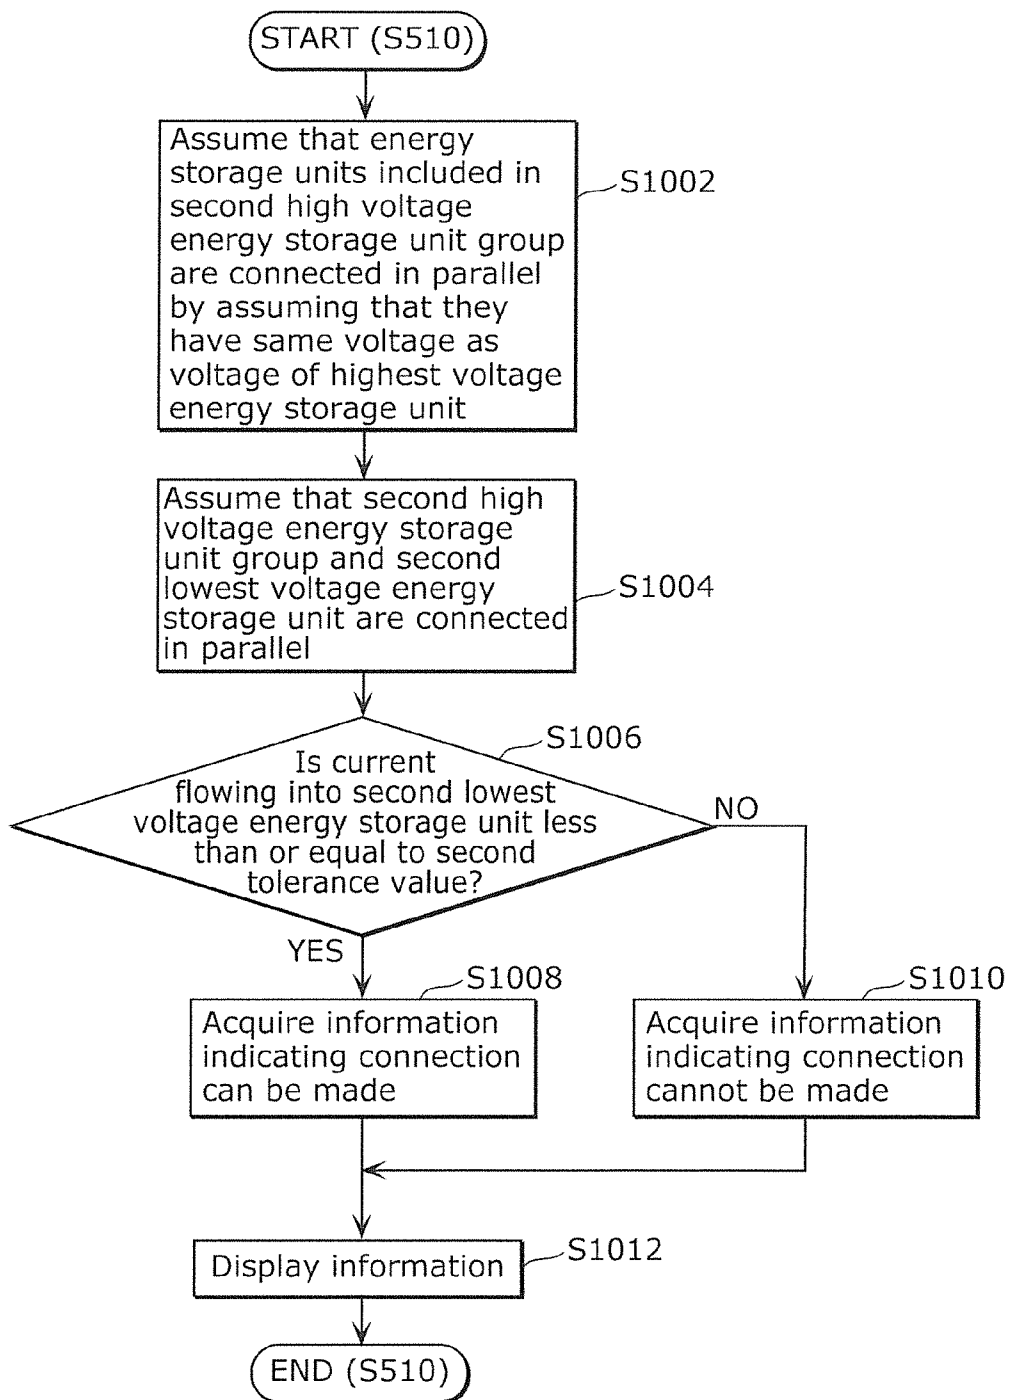 START (S510)
Assume that energy
storage units included in
second high voltage
energy storage unit group
are connected in parallel
by assuming that they
have same voltage as
voltage of highest voltage
energy storage unit
S1002
Assume that second high
voltage energy storage
unit group and second
lowest voltage energy
storage unit are connected
in parallel
S1004
S1006
Is current
flowing into second lowest
voltage energy storage unit less
than or equal to second
tolerance value?
NO
YES
S1008
Acquire information
indicating connection
can be made
S1010
Acquire information
indicating connection
cannot be made
S1012
Display information
END (S510)